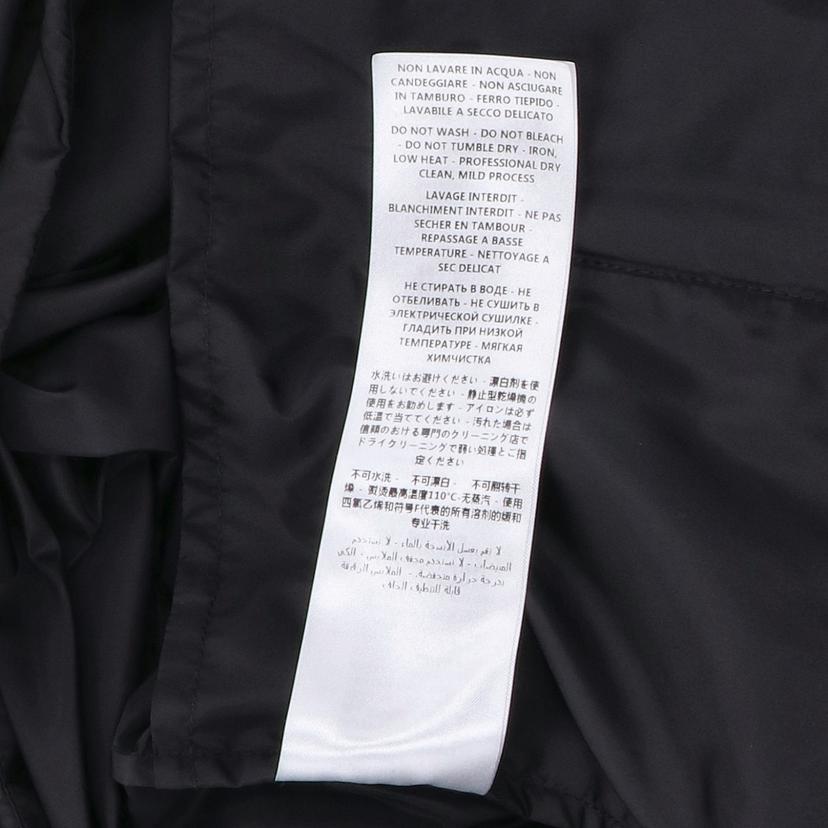 NON LAVARE IN ACQUA - NON
CANDEGGIARE - NON ASCIUGARE
IN TAMBURO - FERRO TIEPIDO -
LAVABILE A SECCO DELICATO
DO NOT WASH - DO NOT BLEACH
- DO NOT TUMBLE DRY - IRON,
LOW HEAT - PROFESSIONAL DRY
CLEAN, MILD PROCESS
LAVAGE INTERDIT -
BLANCHIMENT INTERDIT - NE PAS
SECHER EN TAMBOUR -
REPASSAGE A BASSE
TEMPERATURE - NETTOYAGE A
SEC DELICAT
НЕ СТИРАТЬ В ВОДЕ - НЕ
ОТБЕЛИВАТЬ - НЕ СУШИТЬ В
ЭЛЕКТРИЧЕСКОЙ СУШИЛКЕ -
ГЛАДИТЬ ПРИ НИЗКОЙ
ТЕМПЕРАТУРЕ - МЯГКАЯ
ХИМЧИСТКА
水洗いはお避けください - 漂白剤を使
用しないでください - 静止型乾燥機の
使用をお勧めします - アイロンは必ず
低温で当ててください - 汚れた場合は
信頼のおける専門のクリーニング店で
ドライクリーニングで弱い処理とご指
定ください
不可水洗 - 不可漂白 - 不可翻转干
燥 - 熨烫最高温度110℃-无蒸汽 - 使用
四氯乙烯和符号F代表的所有溶剂的缓和
专业干洗